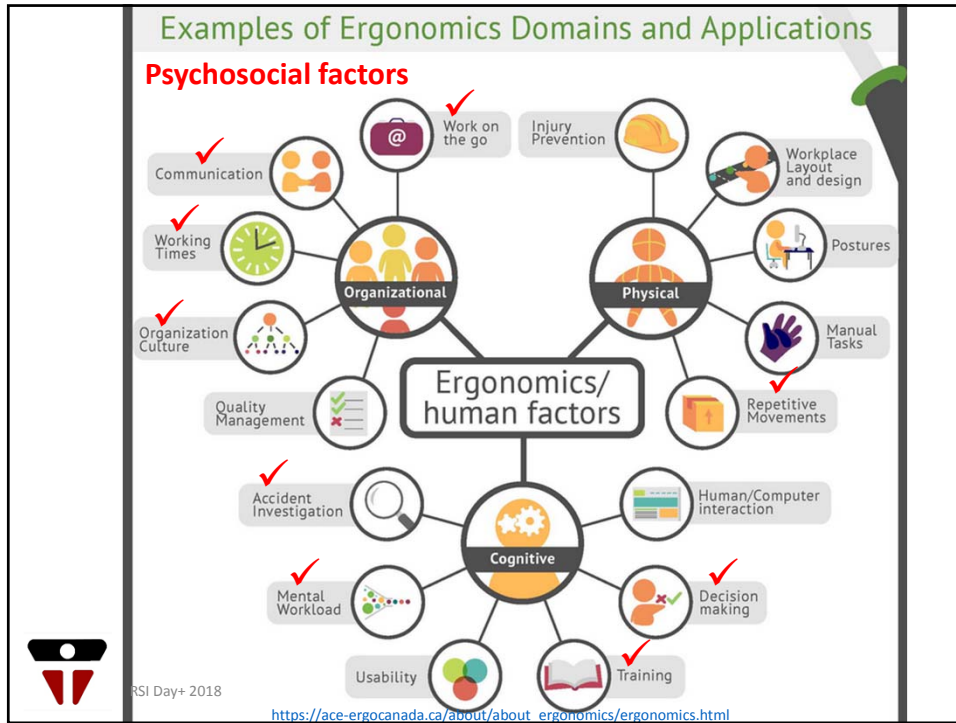 Examples of Ergonomics Domains and Applications
Psychosocial factors
Work on
the go
@
Communication
Working
Times
Organization
Culture
Quality
Management
Organizational
Injury
Prevention
Workplace
Layout
and design
Postures
Manual
Tasks
Repetitive
Movements
Physical
Ergonomics/
human factors
Accident
Investigation
Mental
Workload
Usability
Cognitive
Human/Computer
interaction
Decision
making
Training
RSI Day+ 2018
https://ace-ergocanada.ca/about/about_ergonomics/ergonomics.html